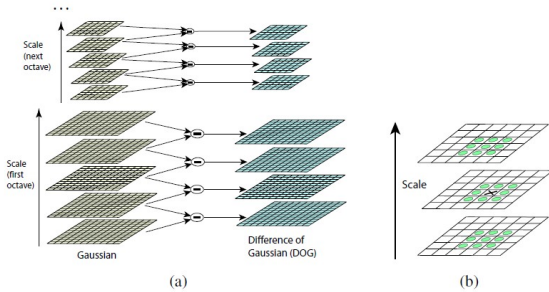 ...
Scale
(next
octave)
Scale
(first
octave)
Gaussian
Difference of
Gaussian (DOG)
(a)
Scale
(b)